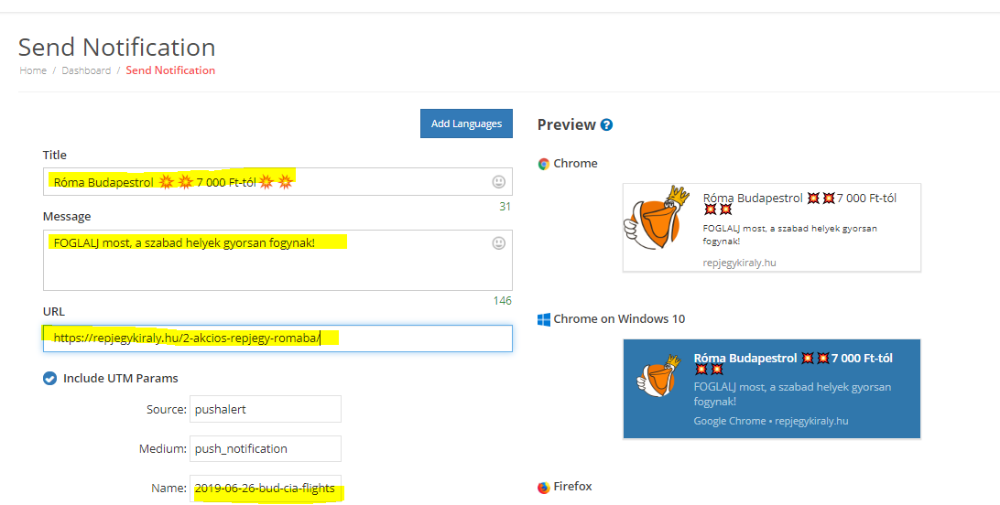 Send Notification
Home / Dashboard / Send Notification
Add Languages
Title
Róma Budapestrol 💥💥 7 000 Ft-tól💥💥
31
Message
FOGLALJ most, a szabad helyek gyorsan fogynak!
146
URL
https://repjegykiraly.hu/2-akcios-repjegy-romaba/
Include UTM Params
Source: pushalert
Medium: push_notification
Name: 2019-06-26-bud-cia-flights
Preview
Chrome
Róma Budapestrol 💥💥7 000 Ft-tól
💥💥
FOGLALJ most, a szabad helyek gyorsan
fogynak!
repjegykiraly.hu
Chrome on Windows 10
Róma Budapestrol 💥💥7 000 Ft-tól
💥💥
FOGLALJ most, a szabad helyek gyorsan
fogynak!
Google Chrome • repjegykiraly.hu
Firefox